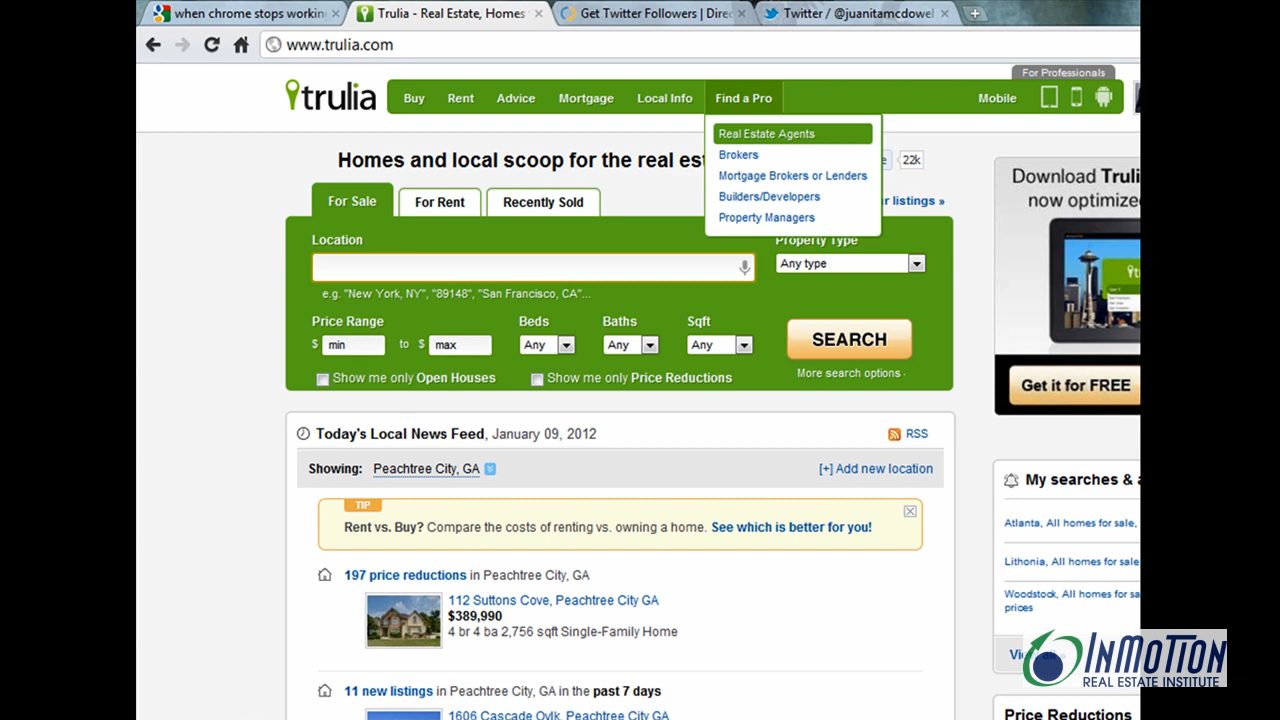 when chrome stops workin
Trulia - Real Estate, Homes
Get Twitter Followers | Direc
Twitter / @juanitamcdowel
www.trulia.com
For Professionals
trulia
Buy Rent Advice Mortgage Local Info Find a Pro Mobile
Real Estate Agents
Brokers
Mortgage Brokers or Lenders
Builders/Developers
Property Managers
Homes and local scoop for the real est
e 22k
r listings »
For Sale For Rent Recently Sold
Location
Property Type
Any type
e.g. "New York, NY", "89148", "San Francisco, CA"...
Price Range Beds Baths Sqft
$ min to $ max Any Any Any
SEARCH
Show me only Open Houses Show me only Price Reductions
More search options
Download Truli
now optimized
Get it for FREE
Today's Local News Feed, January 09, 2012 RSS
Showing: Peachtree City, GA [+] Add new location
TIP
Rent vs. Buy? Compare the costs of renting vs. owning a home. See which is better for you!
197 price reductions in Peachtree City, GA
112 Suttons Cove, Peachtree City GA
$389,990
4 br 4 ba 2,756 sqft Single-Family Home
11 new listings in Peachtree City, GA in the past 7 days
1606 Cascade Ovlk, Peachtree City GA
My searches & a
Atlanta, All homes for sale,
Lithonia, All homes for sale
Woodstock, All homes for sa
prices
INMOTION
REAL ESTATE INSTITUTE
Price Reductions